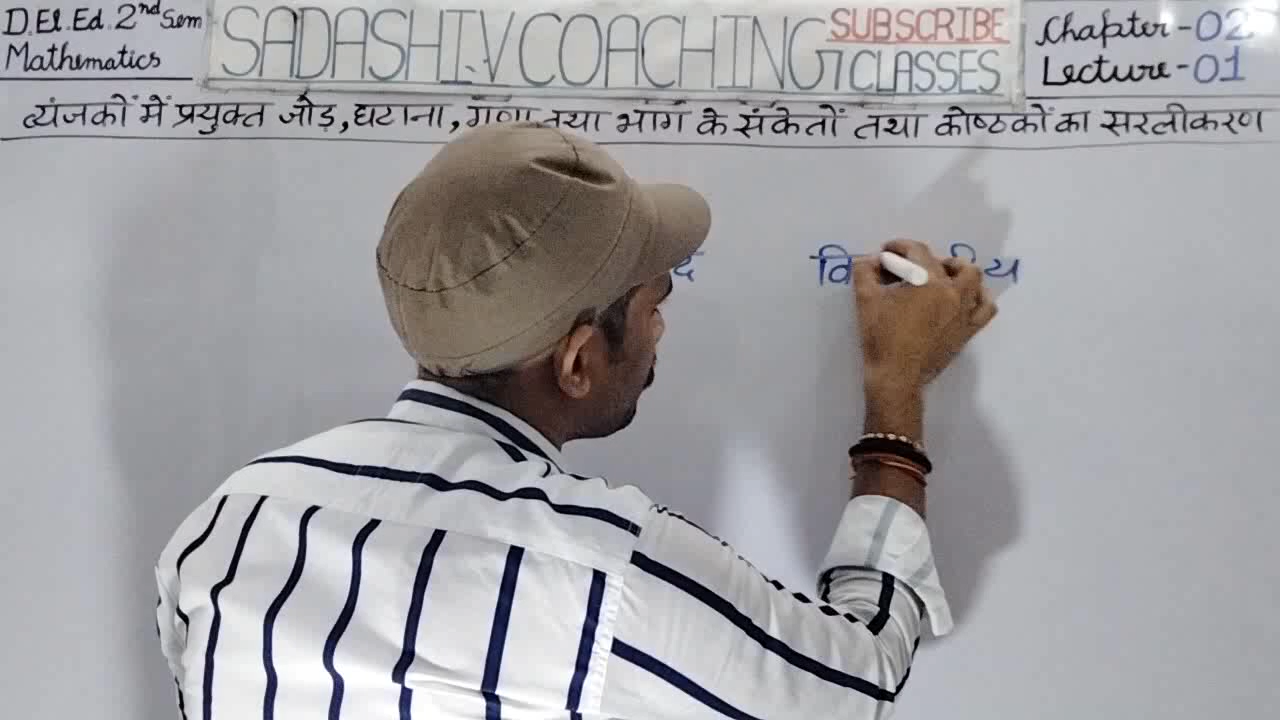 D.El.Ed. 2nd Sem
Mathematics
SADASHIV COACHING CLASSES
SUBSCRIBE
Chapter-02
Lecture-01
व्यंजकों में प्रयुक्त जोड़, घटाना, गुणा तथा भाग के संकेतों तथा कोष्ठकों का सरलीकरण